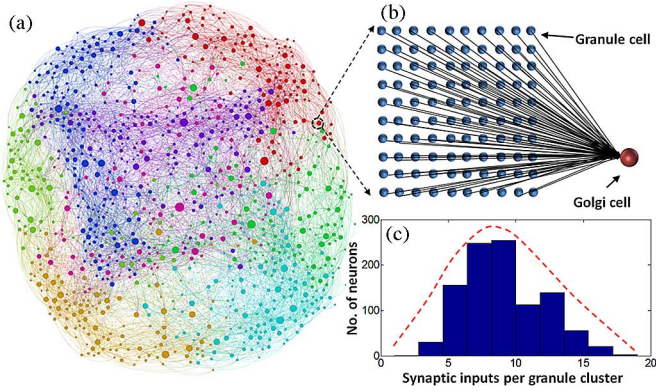 (a)
(b)
Granule cell
Golgi cell
(c)
300
200
100
0
No. of neurons
5
10
15
20
Synaptic inputs per granule cluster